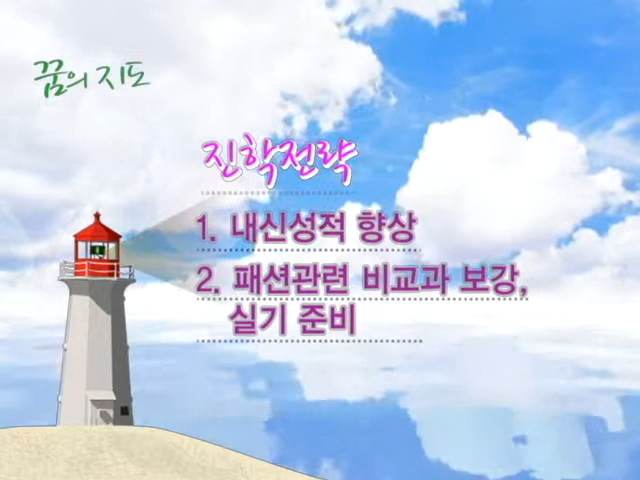 꿈의 지도
진학전략
1. 내신성적 향상
2. 패션관련 비교과 보강,
실기 준비